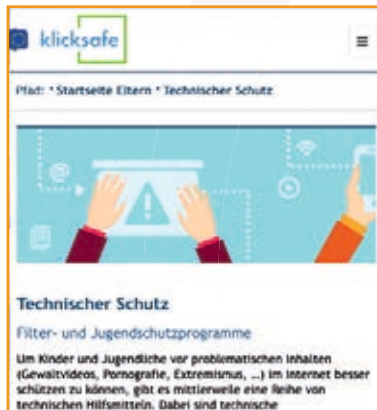 klicksafe
Pfad: * Startseite Eltern * Technischer Schutz
@
Technischer Schutz
Filter- und Jugendschutzprogramme
Um Kinder und Jugendliche vor problematischen Inhalten
(Gewaltvideos, Pornografie, Extremismus, ...) im Internet besser
schützen zu können, gibt es mittlerweile eine Reihe von
technischen Hilfsmitteln. Dabei sind technische